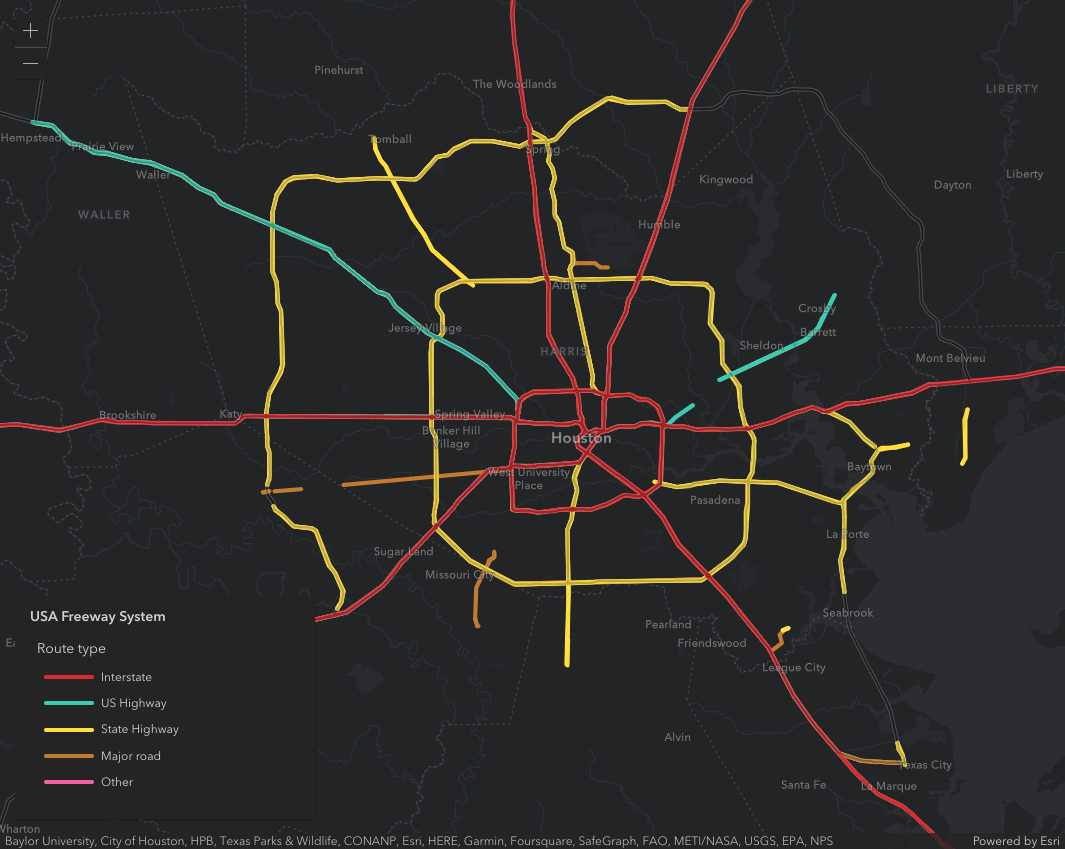 +
−
Pinehurst
The Woodlands
LIBERTY
Hempstead
Prairie View
Tomball
Spring
Waller
Kingwood
Dayton
Liberty
WALLER
Humble
Aldine
Crosby
Jersey Village
Barrett
HARRIS
Sheldon
Mont Belvieu
Brookshire
Katy
Spring Valley
Bunker Hill
Village
Houston
Baytown
West University
Place
Pasadena
La Porte
Sugar Land
Missouri City
USA Freeway System
Seabrook
Pearland
Friendswood
Route type
League City
Interstate
US Highway
State Highway
Alvin
Major road
Texas City
Other
Santa Fe
La Marque
Wharton
Baylor University, City of Houston, HPB, Texas Parks & Wildlife, CONANP, Esri, HERE, Garmin, Foursquare, SafeGraph, FAO, METI/NASA, USGS, EPA, NPS
Powered by Esri